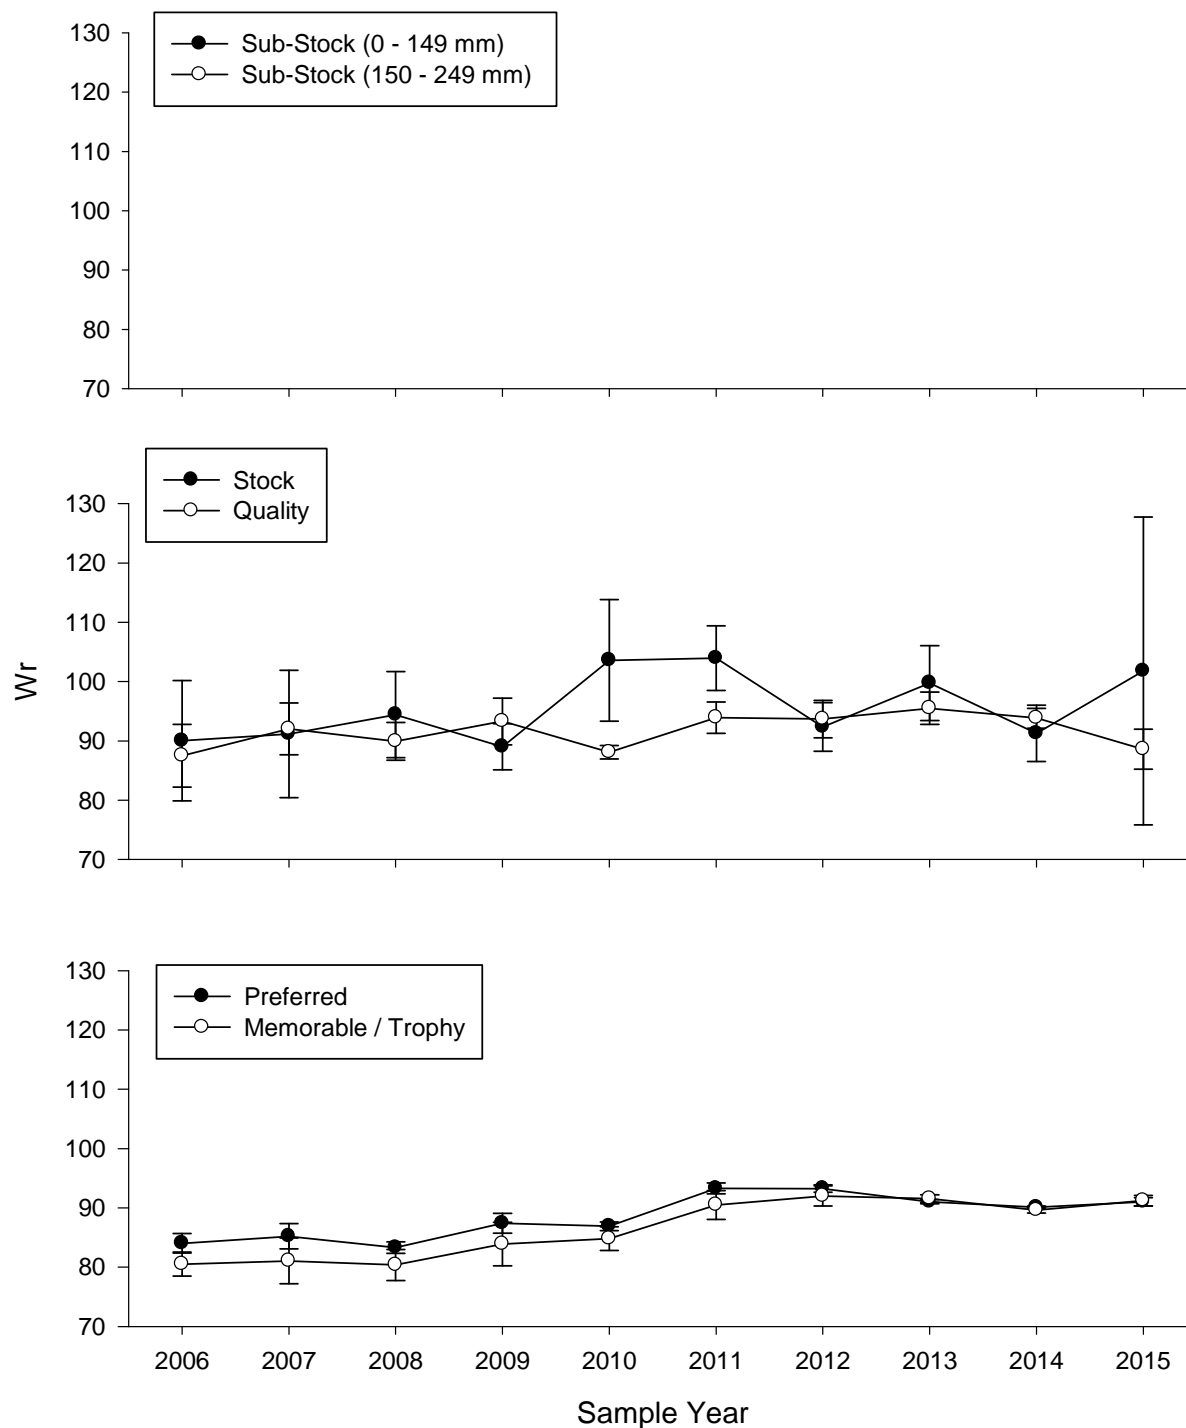 130
Sub-Stock (0 - 149 mm)
Sub-Stock (150 - 249 mm)
120
110
100
90
80
70
Stock
Quality
130
120
110
100
90
80
70
Wr
130
Preferred
Memorable / Trophy
120
110
100
90
80
70
2006 2007 2008 2009 2010 2011 2012 2013 2014 2015
Sample Year